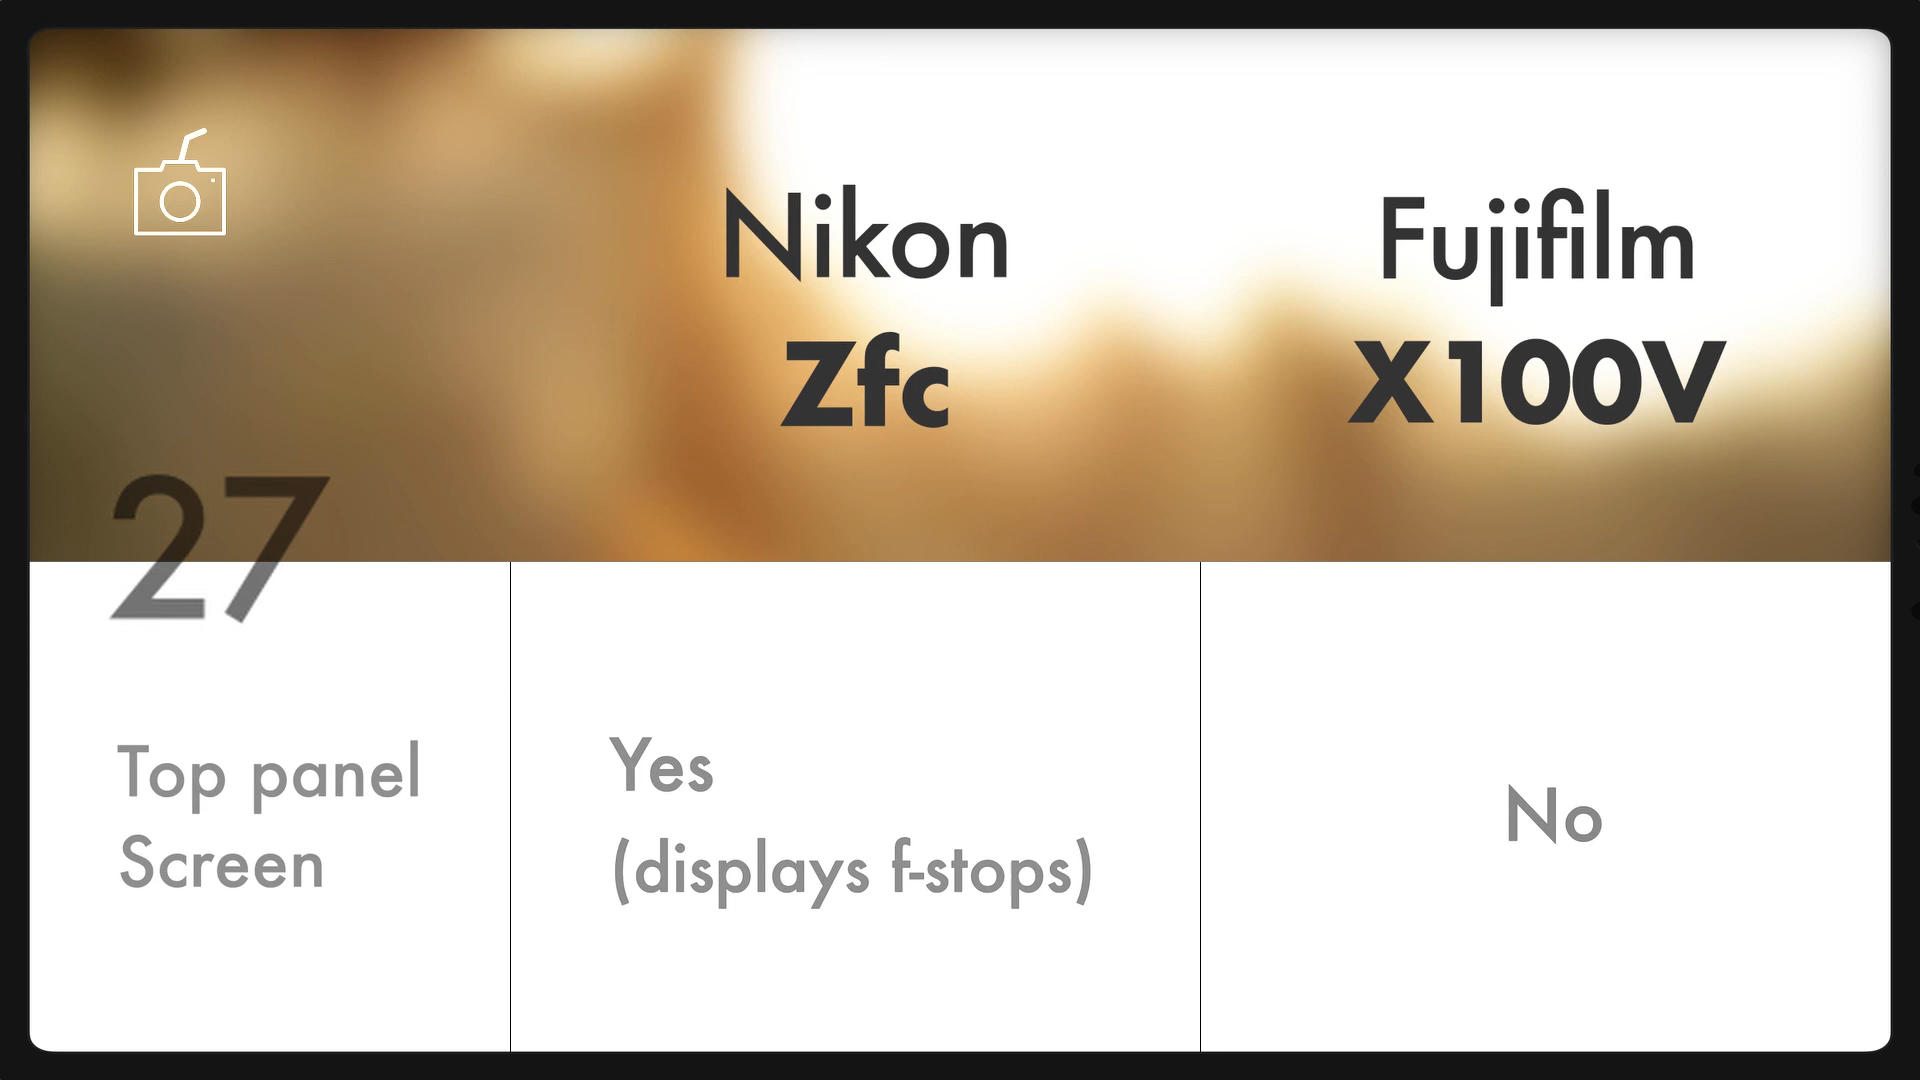 Nikon
Zfc
Fujifilm
X100V
27
Top panel
Screen
Yes
(displays f-stops)
No